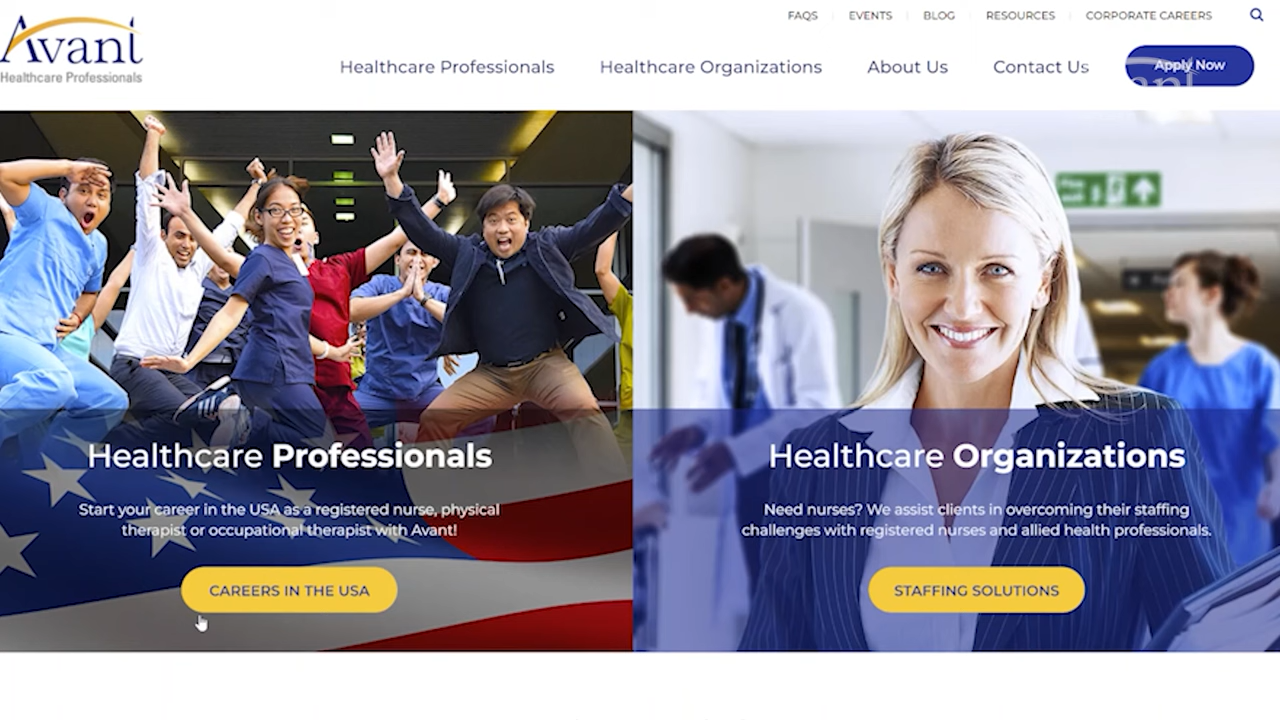 FAQS
EVENTS
BLOG
RESOURCES
CORPORATE CAREERS
Avant
Healthcare Professionals
Healthcare Professionals
Healthcare Organizations
About Us
Contact Us
Apply Now
Healthcare Professionals
Start your career in the USA as a registered nurse, physical
therapist or occupational therapist with Avant!
CAREERS IN THE USA
Healthcare Organizations
Need nurses? We assist clients in overcoming their staffing
challenges with registered nurses and allied health professionals.
STAFFING SOLUTIONS